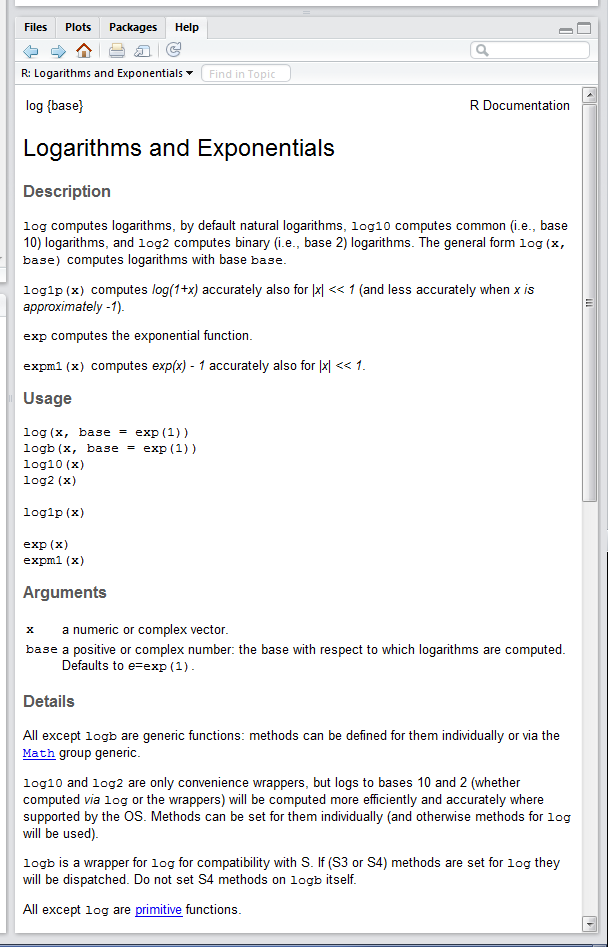 Files Plots Packages Help
R: Logarithms and Exponentials Find in Topic
log {base} R Documentation
Logarithms and Exponentials
Description
log computes logarithms, by default natural logarithms, log10 computes common (i.e., base
10) logarithms, and log2 computes binary (i.e., base 2) logarithms. The general form log(x,
base) computes logarithms with base base.
log1p(x) computes log(1+x) accurately also for |x| << 1 (and less accurately when x is
approximately -1).
exp computes the exponential function.
expm1(x) computes exp(x) - 1 accurately also for |x| << 1.
Usage
log(x, base = exp(1))
logb(x, base = exp(1))
log10(x)
log2(x)
log1p(x)
exp(x)
expm1(x)
Arguments
x a numeric or complex vector.
base a positive or complex number: the base with respect to which logarithms are computed.
Defaults to e=exp(1).
Details
All except logb are generic functions: methods can be defined for them individually or via the
Math group generic.
log10 and log2 are only convenience wrappers, but logs to bases 10 and 2 (whether
computed via log or the wrappers) will be computed more efficiently and accurately where
supported by the OS. Methods can be set for them individually (and otherwise methods for log
will be used).
logb is a wrapper for log for compatibility with S. If (S3 or S4) methods are set for log they
will be dispatched. Do not set S4 methods on logb itself.
All except log are primitive functions.